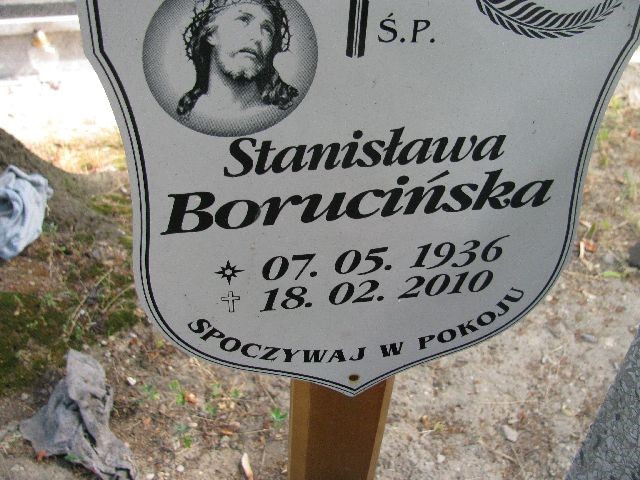 Ś.P.
Stanisława
Borucińska
07. 05. 1936
18. 02. 2010
SPOCZYWAJ W POKOJU